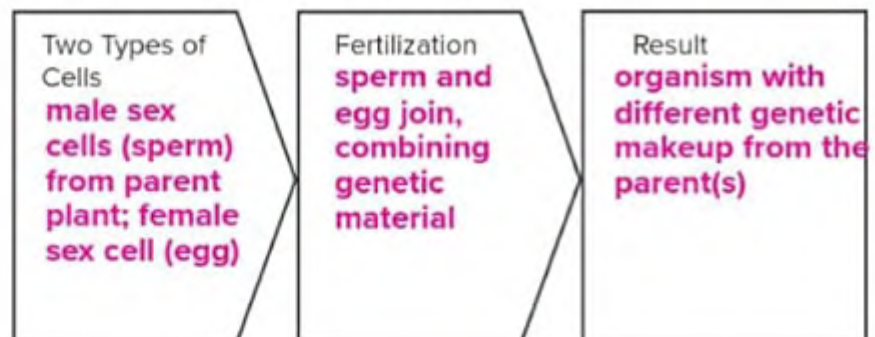 Two Types of
Cells
male sex
cells (sperm)
from parent
plant; female
sex cell (egg)
Fertilization
sperm and
egg join,
combining
genetic
material
Result
organism with
different genetic
makeup from the
parent(s)